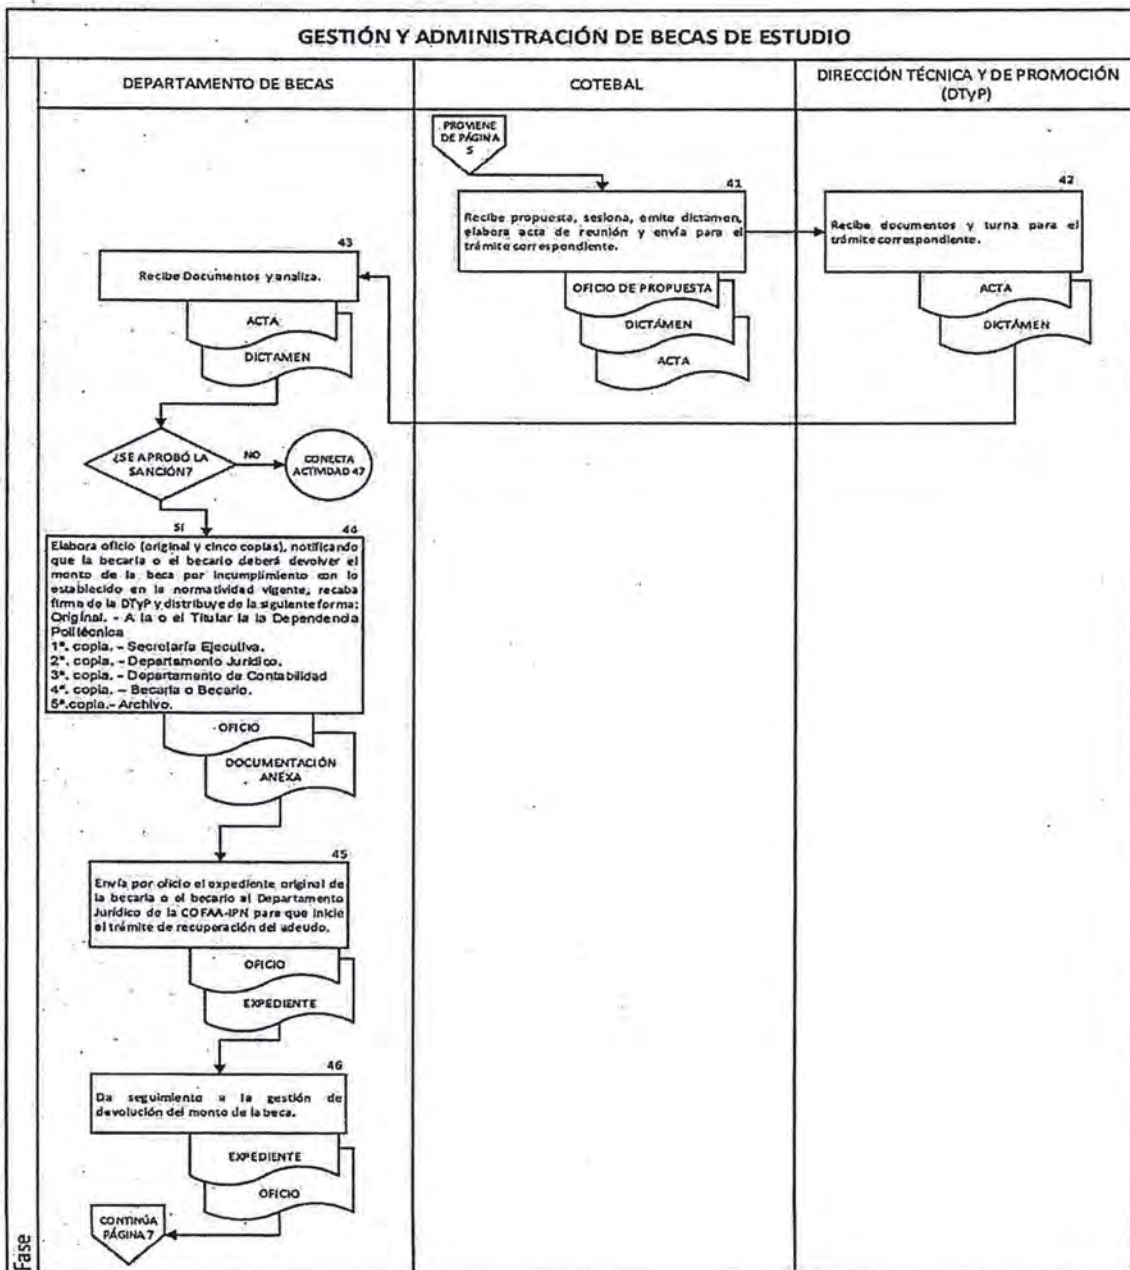 GESTIÓN Y ADMINISTRACIÓN DE BECAS DE ESTUDIO
DEPARTAMENTO DE BECAS
COTEBAL
DIRECCIÓN TÉCNICA Y DE PROMOCIÓN
(DTyP)
PROVIENE
DE PÁGINA
5
41
Recibe propuesta, sesiona, emite dictamen,
elabora acta de reunión y envía para el
trámite correspondiente.
OFICIO DE PROPUESTA
DICTÁMEN
ACTA
42
Recibe documentos y turna para el
trámite correspondiente.
ACTA
DICTÁMEN
43
Recibe Documentos y analiza.
ACTA
DICTAMEN
¿SE APROBÓ LA
SANCIÓN?
NO
CONECTA
ACTIVIDAD 47
SI
44
Elabora oficio (original y cinco copias), notificando
que la becaria o el becario deberá devolver el
monto de la beca por incumplimiento con lo
establecido en la normatividad vigente, recaba
firma de la DTyP y distribuye de la siguiente forma:
Original. - A la o el Titular la la Dependencia
Politécnica
1ª. copia. - Secretaría Ejecutiva.
2ª. copia. - Departamento Jurídico.
3ª. copia. - Departamento de Contabilidad
4ª. copia. - Becaria o Becario.
5ª.copia.- Archivo.
OFICIO
DOCUMENTACIÓN
ANEXA
45
Envía por oficio el expediente original de
la becaria o el becario al Departamento
Jurídico de la COFAA-IPN para que inicie
el trámite de recuperación del adeudo.
OFICIO
EXPEDIENTE
46
Da seguimiento a la gestión de
devolución del monto de la beca.
EXPEDIENTE
OFICIO
CONTINÚA
PÁGINA 7
Fase